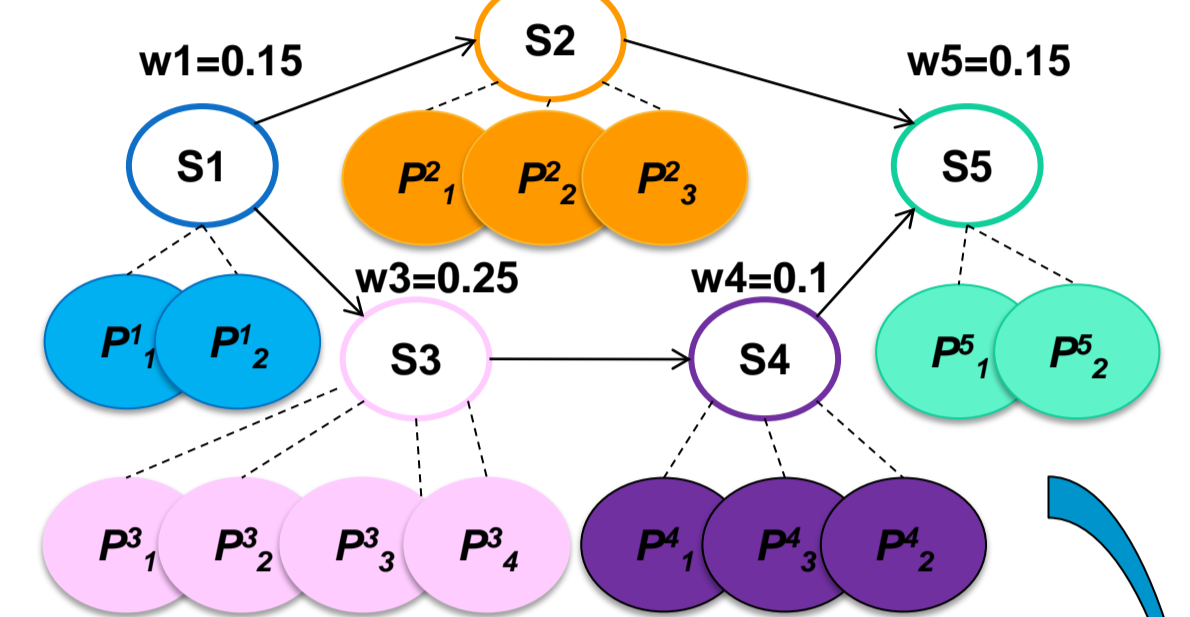 S2
w1=0.15
w5=0.15
S1
S5
P²₁
P²₂
P²₃
w3=0.25
w4=0.1
P¹₁
P¹₂
S3
S4
P⁵₁
P⁵₂
P³₁
P³₂
P³₃
P³₄
P⁴₁
P⁴₃
P⁴₂